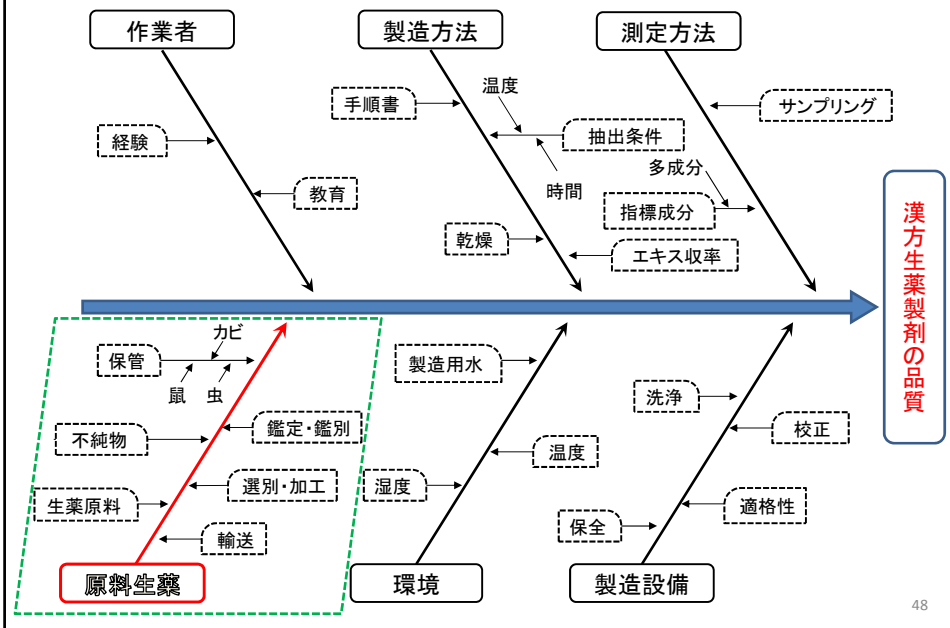 作業者
製造方法
測定方法
手順書
温度
サンプリング
経験
抽出条件
時間
多成分
教育
指標成分
乾燥
エキス収率
漢方生薬製剤の品質
保管
カビ
鼠
虫
製造用水
洗浄
不純物
鑑定・鑑別
温度
校正
生薬原料
選別・加工
湿度
適格性
輸送
保全
原料生薬
環境
製造設備
48